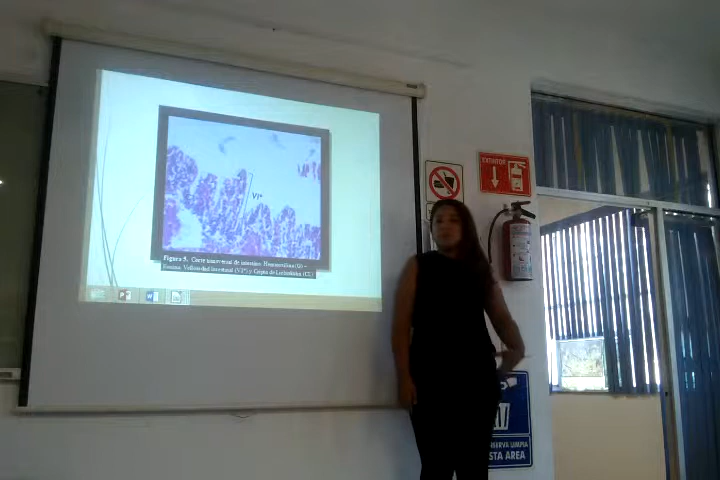 VI*
Figura 5. Corte transversal de intestino. Hematoxilina (G) –
Eosina. Vellosidad Intestinal (VI*) y Cripta de Lieberkühn (CL)
EXTINTOR
CONSERVA LIMPIA
ESTA AREA